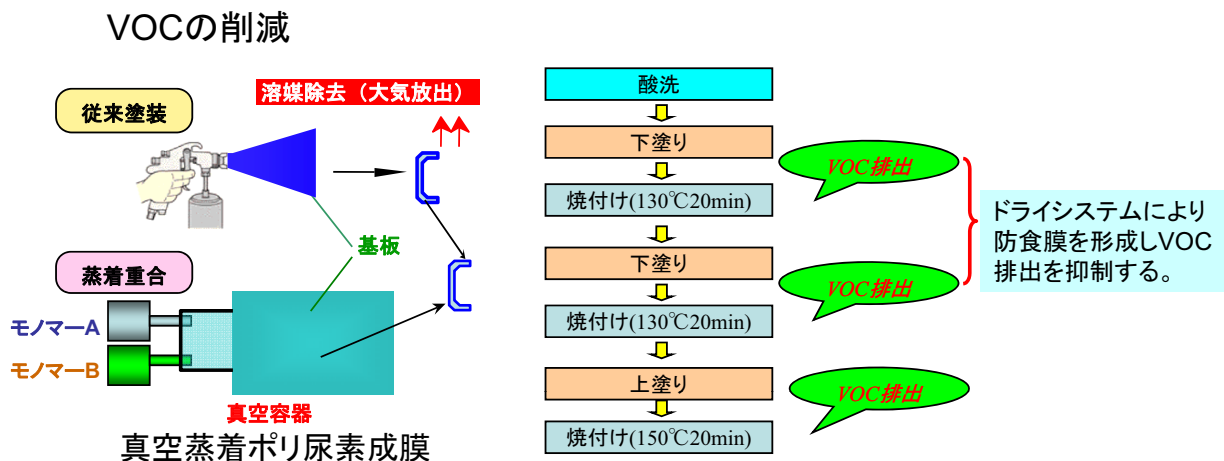 VOCの削減
従来塗装
溶媒除去（大気放出）
基板
蒸着重合
モノマーA
モノマーB
真空容器
真空蒸着ポリ尿素成膜
酸洗
下塗り
VOC排出
焼付け(130℃20min)
下塗り
VOC排出
焼付け(130℃20min)
上塗り
VOC排出
焼付け(150℃20min)
ドライシステムにより
防食膜を形成しVOC
排出を抑制する。